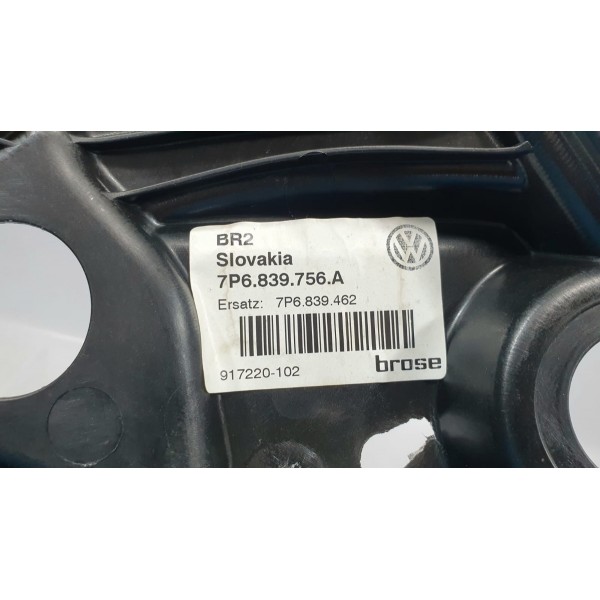 BR2
Slovakia
7P6.839.756.A
Ersatz: 7P6.839.462
917220-102
brose